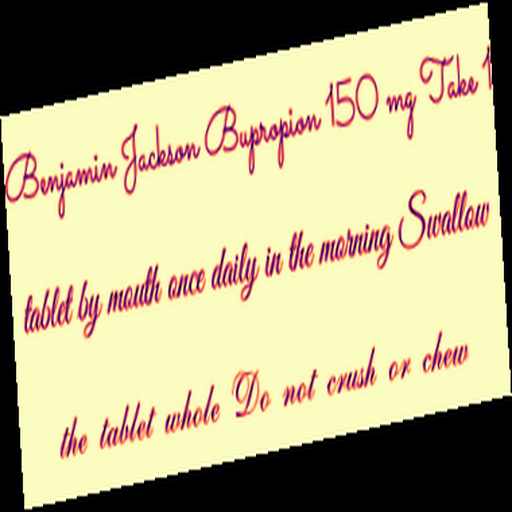 Benjamin Jackson Bupropion 150 mg Take 1
tablet by mouth once daily in the morning Swallow
the tablet whole Do not crush or chew